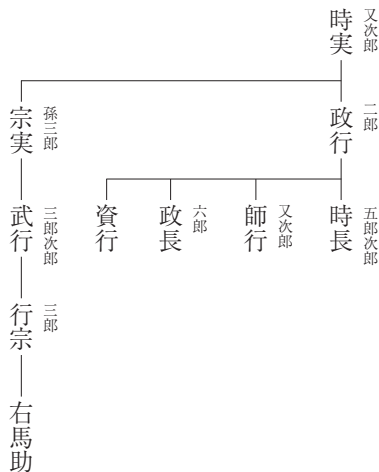 又次郎
時実
二郎
政行
五郎次郎
時長
又次郎
師行
六郎
政長
資行
孫三郎
宗実
三郎次郎
武行
三郎
行宗
右馬助